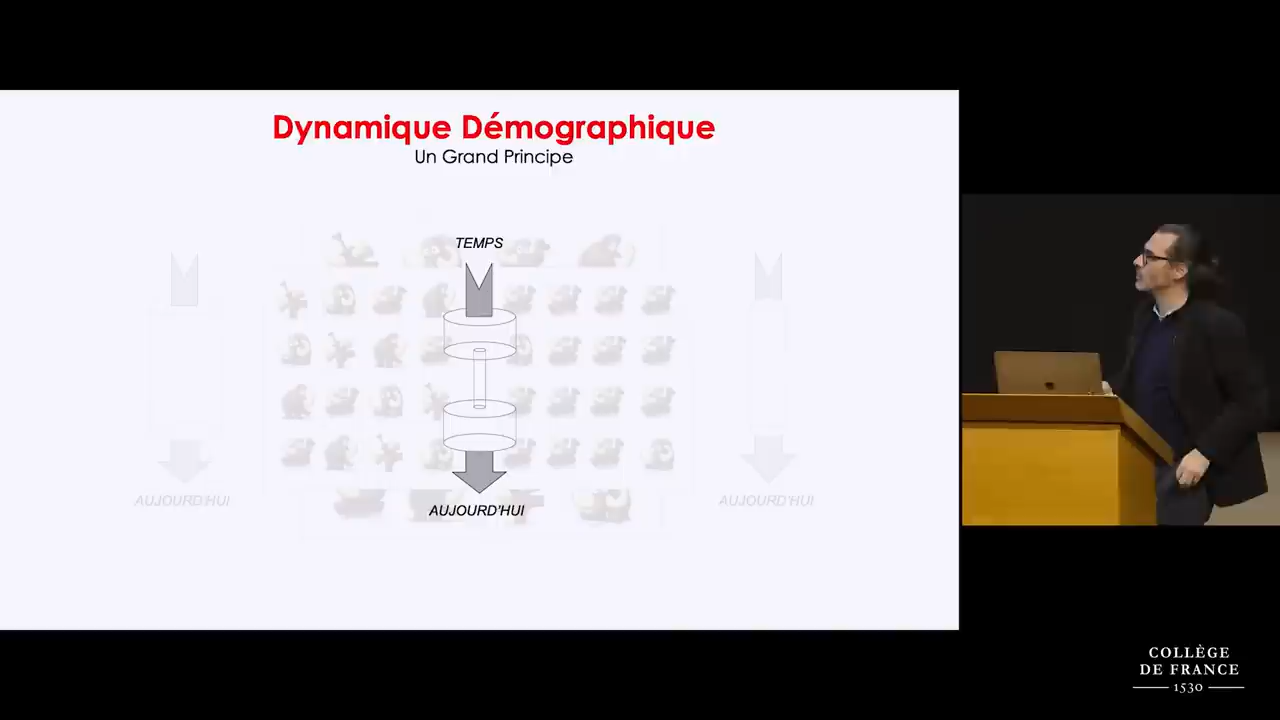 Dynamique Démographique
Un Grand Principe
TEMPS
AUJOURD'HUI
AUJOURD'HUI
AUJOURD'HUI
COLLÈGE
DE FRANCE
1530